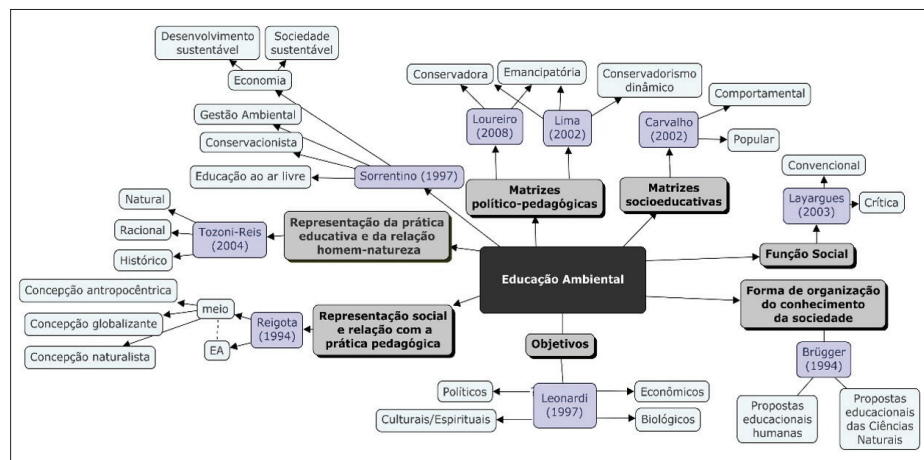 Desenvolvimento
sustentável
Sociedade
sustentável
Economia
Gestão Ambiental
Conservacionista
Educação ao ar livre
Sorrentino (1997)
Conservadora
Emancipatória
Conservadorismo
dinâmico
Loureiro
(2008)
Lima
(2002)
Matrizes
político-pedagógicas
Comportamental
Carvalho
(2002)
Popular
Matrizes
socioeducativas
Convencional
Layargues
(2003)
Crítica
Função Social
Natural
Racional
Histórico
Tozoni-Reis
(2004)
Representação da prática
educativa e da relação
homem-natureza
Educação Ambiental
Concepção antropocêntrica
Concepção globalizante
Concepção naturalista
meio
EA
Reigota
(1994)
Representação social
e relação com a
prática pedagógica
Objetivos
Políticos
Culturais/Espirituais
Leonardi
(1997)
Econômicos
Biológicos
Forma de organização
do conhecimento
da sociedade
Brügger
(1994)
Propostas
educacionais
humanas
Propostas
educacionais
das Ciências
Naturais